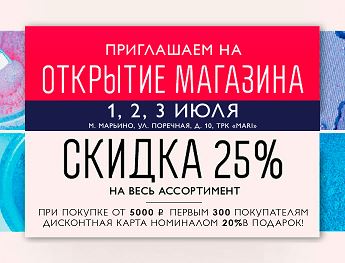 ПРИГЛАШАЕМ НА
ОТКРЫТИЕ МАГАЗИНА
1, 2, 3 ИЮЛЯ
М. МАРЬИНО, УЛ. ПОРЕЧНАЯ, Д. 10, ТРК «MARI»
СКИДКА 25%
НА ВЕСЬ АССОРТИМЕНТ
ПРИ ПОКУПКЕ ОТ 5000 ₽ ПЕРВЫМ 300 ПОКУПАТЕЛЯМ
ДИСКОНТНАЯ КАРТА НОМИНАЛОМ 20% В ПОДАРОК!